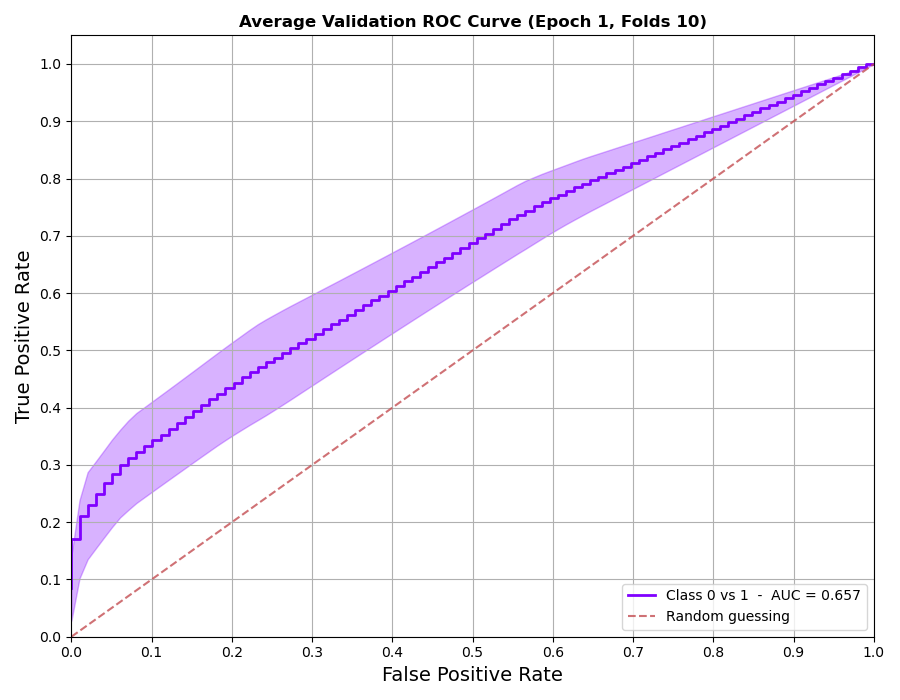 Average Validation ROC Curve (Epoch 1, Folds 10)
True Positive Rate
1.0
0.9
0.8
0.7
0.6
0.5
0.4
0.3
0.2
0.1
0.0
Class 0 vs 1 - AUC = 0.657
Random guessing
0.0 0.1 0.2 0.3 0.4 0.5 0.6 0.7 0.8 0.9 1.0
False Positive Rate